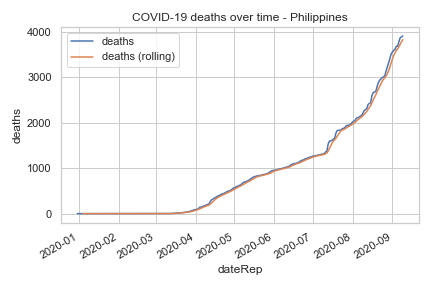 COVID-19 deaths over time - Philippines
deaths
deaths (rolling)
4000
3000
2000
1000
0
deaths
2020-01
2020-02
2020-03
2020-04
2020-05
2020-06
2020-07
2020-08
2020-09
dateRep